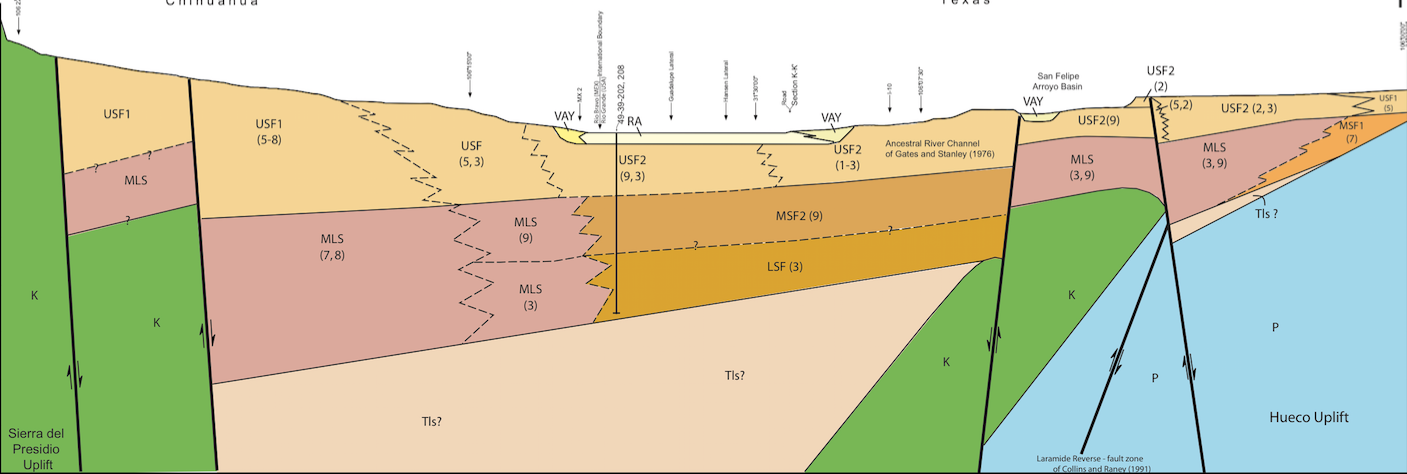 Chihuahua
Texas
106°15'00"
MX 2
Rio Bravo (MEX)
Rio Grande (USA)
International Boundary
49-39-202, 208
Guadalupe Lateral
Hansen Lateral
31°30'00"
Road
Section K-K'
I-10
106°07'30"
San Felipe
Arroyo Basin
USF2
(2)
VAY
RA
VAY
VAY
(5,2)
USF2 (2, 3)
USF1
(5)
USF1
USF1
(5-8)
USF
(5, 3)
USF2
(9, 3)
USF2
(1-3)
Ancestral River Channel
of Gates and Stanley (1976)
USF2(9)
MSF1
(7)
?
?
MLS
?
MLS
(7, 8)
MLS
(9)
MSF2 (9)
MLS
(3, 9)
MLS
(3, 9)
Tls ?
?
?
MLS
(3)
LSF (3)
K
K
K
K
P
P
Tls?
Tls?
Sierra del
Presidio
Uplift
Hueco Uplift
Laramide Reverse - fault zone
of Collins and Raney (1991)